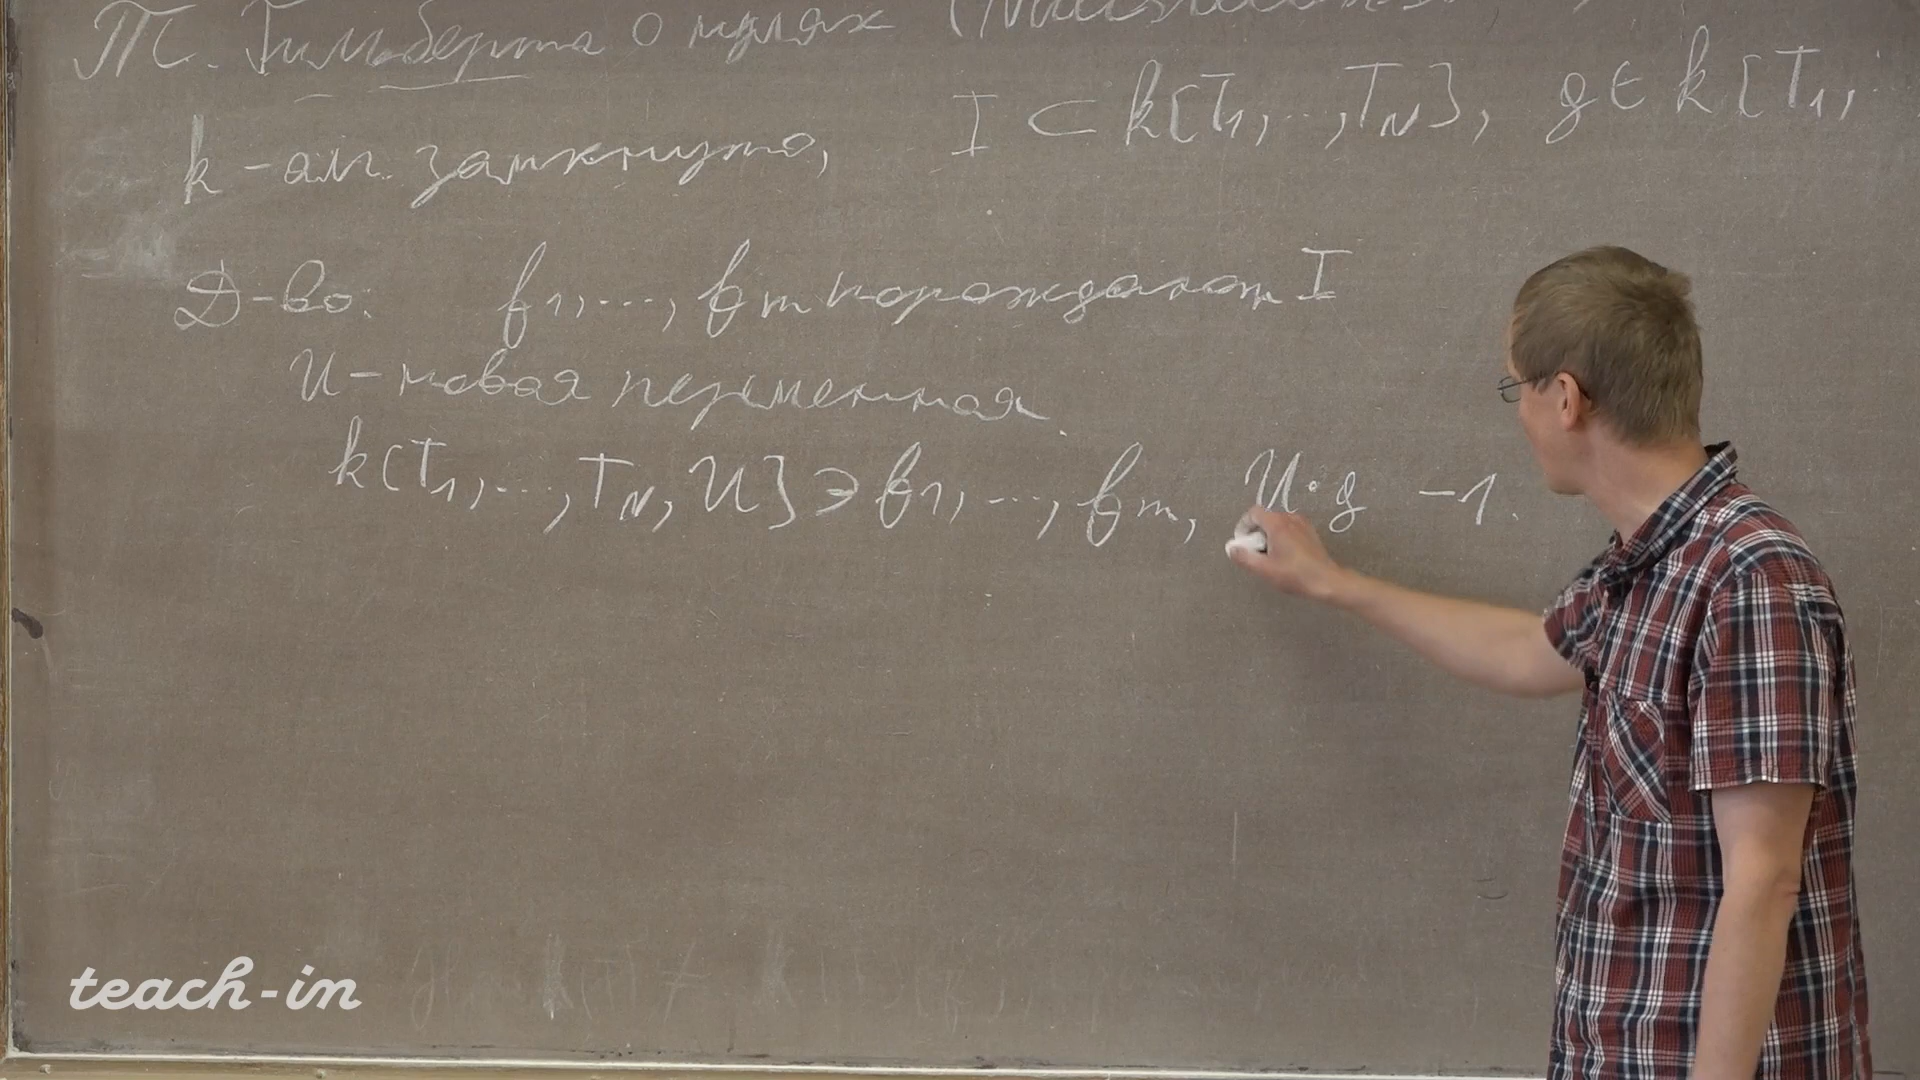 Т. Гильберта о нулях (Nullstellensatz
k - алг. замкнуто, I ⊂ k[T₁,...,T_N], g ∈ k[T₁,
Д-во. f₁,...,f_m порождают I
U - новая переменная.
k[T₁,...,T_N, U] ∋ f₁,...,f_m, U·g -1.
teach-in